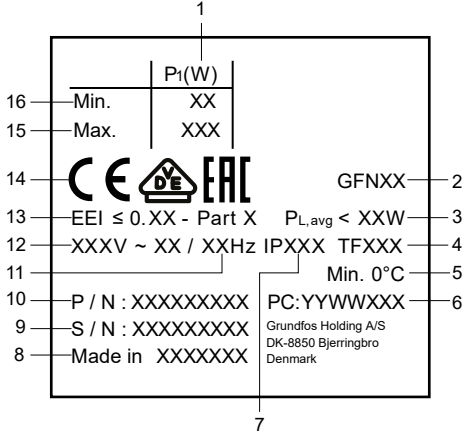 1
P1(W)
16 Min. XX
15 Max. XXX
14 CE VDE EAC GFNXX 2
13 EEI ≤ 0.XX - Part X PL,avg < XXW 3
12 XXXV ~ XX / XXHz IPXXX TFXXX 4
11 Min. 0°C 5
10 P / N : XXXXXXXXX PC:YYWWXXX 6
9 S / N : XXXXXXXXX Grundfos Holding A/S
DK-8850 Bjerringbro
8 Made in XXXXXXX Denmark
7